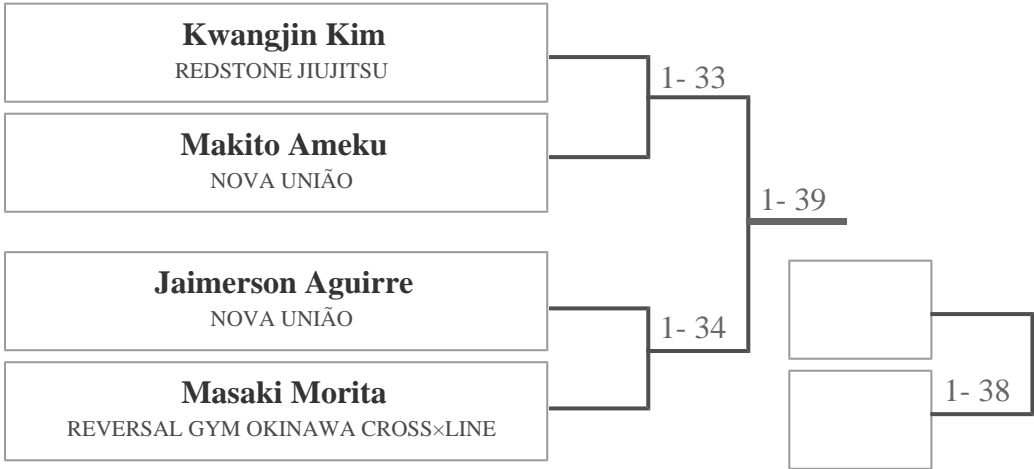 Kwangjin Kim
REDSTONE JIUJITSU
1- 33
Makito Ameku
NOVA UNIÃO
1- 39
Jaimerson Aguirre
NOVA UNIÃO
1- 34
Masaki Morita
REVERSAL GYM OKINAWA CROSS×LINE
1- 38